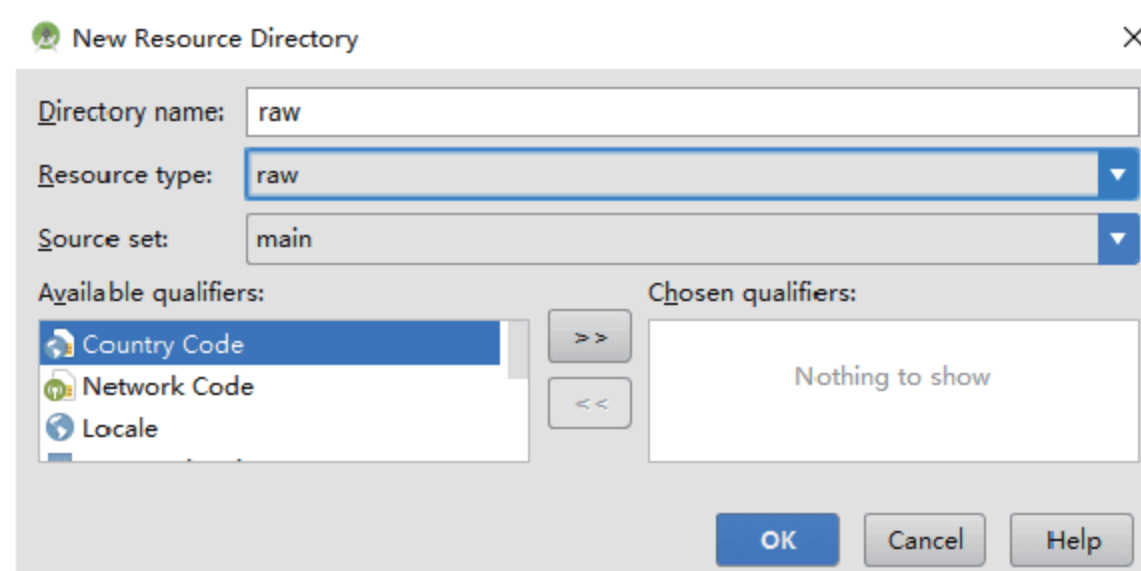 New Resource Directory
Directory name: raw
Resource type: raw
Source set: main
Available qualifiers: Chosen qualifiers:
Country Code >> Nothing to show
Network Code <<
Locale
OK Cancel Help